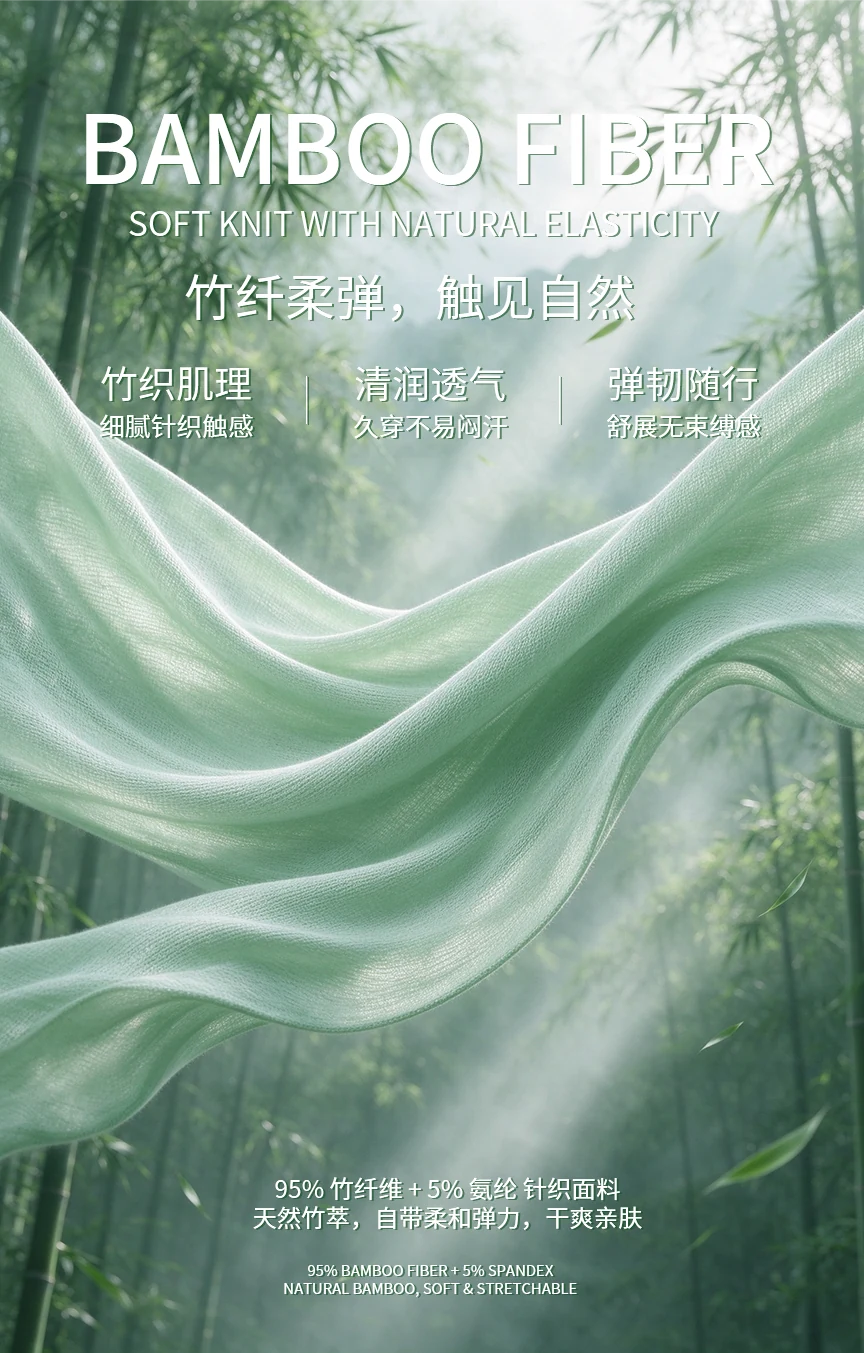 BAMBOO FIBER
SOFT KNIT WITH NATURAL ELASTICITY
竹纤柔弹，触见自然
竹织肌理
细腻针织触感
清润透气
久穿不易闷汗
弹韧随行
舒展无束缚感
95% 竹纤维 + 5% 氨纶 针织面料
天然竹萃，自带柔和弹力，干爽亲肤
95% BAMBOO FIBER + 5% SPANDEX
NATURAL BAMBOO, SOFT & STRETCHABLE